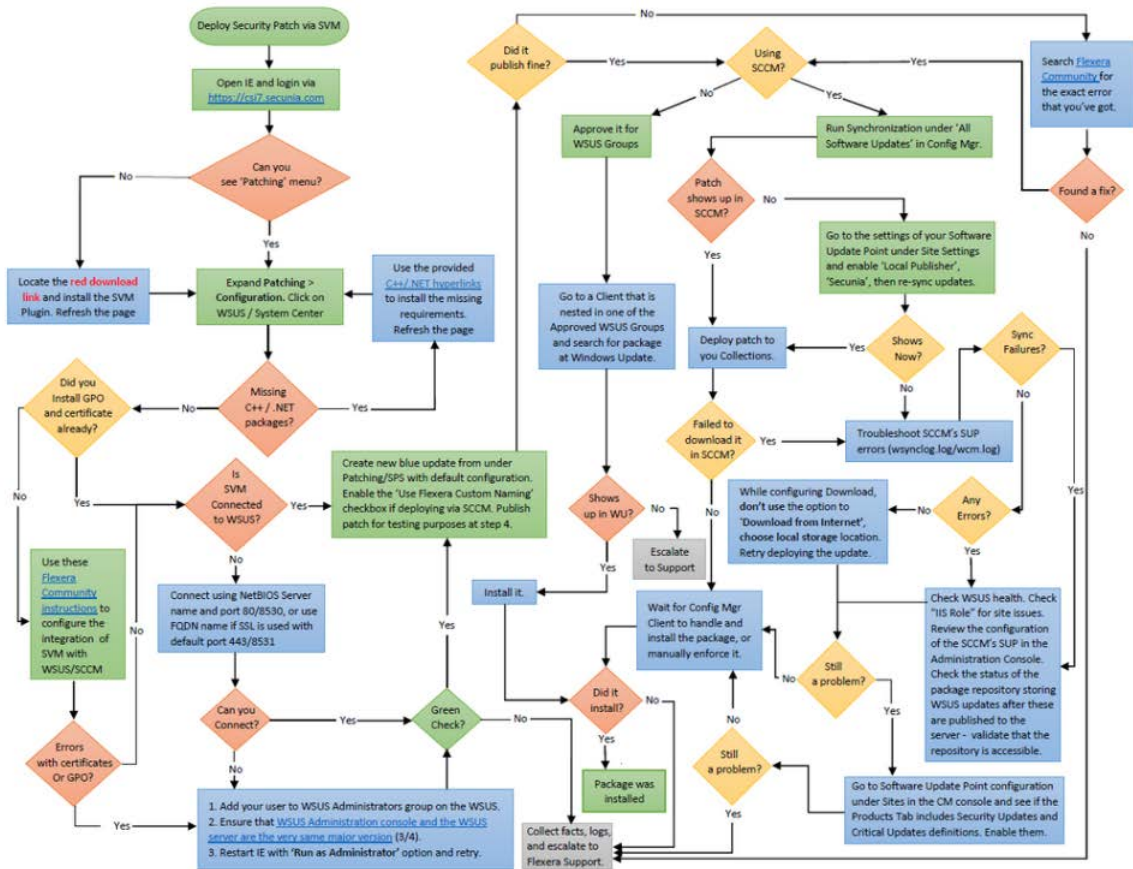 Deploy Security Patch via SVM
Open IE and login via
https://csi7.secunia.com
Can you
see 'Patching' menu?
No
Yes
Locate the red download
link and install the SVM
Plugin. Refresh the page
Expand Patching >
Configuration. Click on
WSUS / System Center
Use the provided
C++/.NET hyperlinks
to install the missing
requirements.
Refresh the page
Missing
C++ / .NET
packages?
No
Yes
Did you
Install GPO
and certificate
already?
No
Yes
Use these
Flexera
Community
instructions to
configure the
integration of
SVM with
WSUS/SCCM
Errors
with certificates
Or GPO?
No
Yes
Is
SVM
Connected
to WSUS?
Yes
No
Connect using NetBIOS Server
name and port 80/8530, or use
FQDN name if SSL is used with
default port 443/8531
Can you
Connect?
Yes
No
1. Add your user to WSUS Administrators group on the WSUS.
2. Ensure that WSUS Administration console and the WSUS
server are the very same major version (3/4).
3. Restart IE with 'Run as Administrator' option and retry.
Green
Check?
Yes
No
Create new blue update from under
Patching/SPS with default configuration.
Enable the 'Use Flexera Custom Naming'
checkbox if deploying via SCCM. Publish
patch for testing purposes at step 4.
Did it
publish fine?
No
Yes
Using
SCCM?
No
Yes
Yes
Search Flexera
Community for
the exact error
that you've got.
Found a fix?
No
Approve it for
WSUS Groups
Run Synchronization under 'All
Software Updates' in Config Mgr.
Patch
shows up in
SCCM?
No
Yes
Go to the settings of your Software
Update Point under Site Settings
and enable 'Local Publisher',
'Secunia', then re-sync updates.
Go to a Client that is
nested in one of the
Approved WSUS Groups
and search for package
at Windows Update.
Deploy patch to
you Collections.
Yes
Shows
Now?
No
Sync
Failures?
Yes
No
Failed to
download it
in SCCM?
Yes
No
Troubleshoot SCCM's SUP
errors (wsynclog.log/wcm.log)
While configuring Download,
don't use the option to
'Download from Internet',
choose local storage location.
Retry deploying the update.
No
Any
Errors?
Yes
Shows
up in WU?
No
Yes
Escalate
to Support
Install it.
Wait for Config Mgr
Client to handle and
install the package, or
manually enforce it.
Check WSUS health. Check
"IIS Role" for site issues.
Review the configuration
of the SCCM's SUP in the
Administration Console.
Check the status of the
package repository storing
WSUS updates after these
are published to the
server - validate that the
repository is accessible.
Still
a problem?
No
Yes
Did it
install?
No
Yes
Package was
installed
Still
a problem?
No
Yes
Go to Software Update Point configuration
under Sites in the CM console and see if the
Products Tab includes Security Updates and
Critical Updates definitions. Enable them.
Collect facts, logs,
and escalate to
Flexera Support.